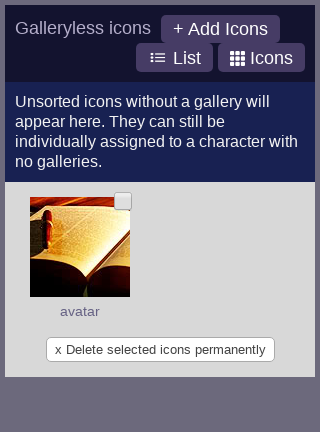 Galleryless icons
+ Add Icons
List
Icons
Unsorted icons without a gallery will
appear here. They can still be
individually assigned to a character with
no galleries.
avatar
x Delete selected icons permanently